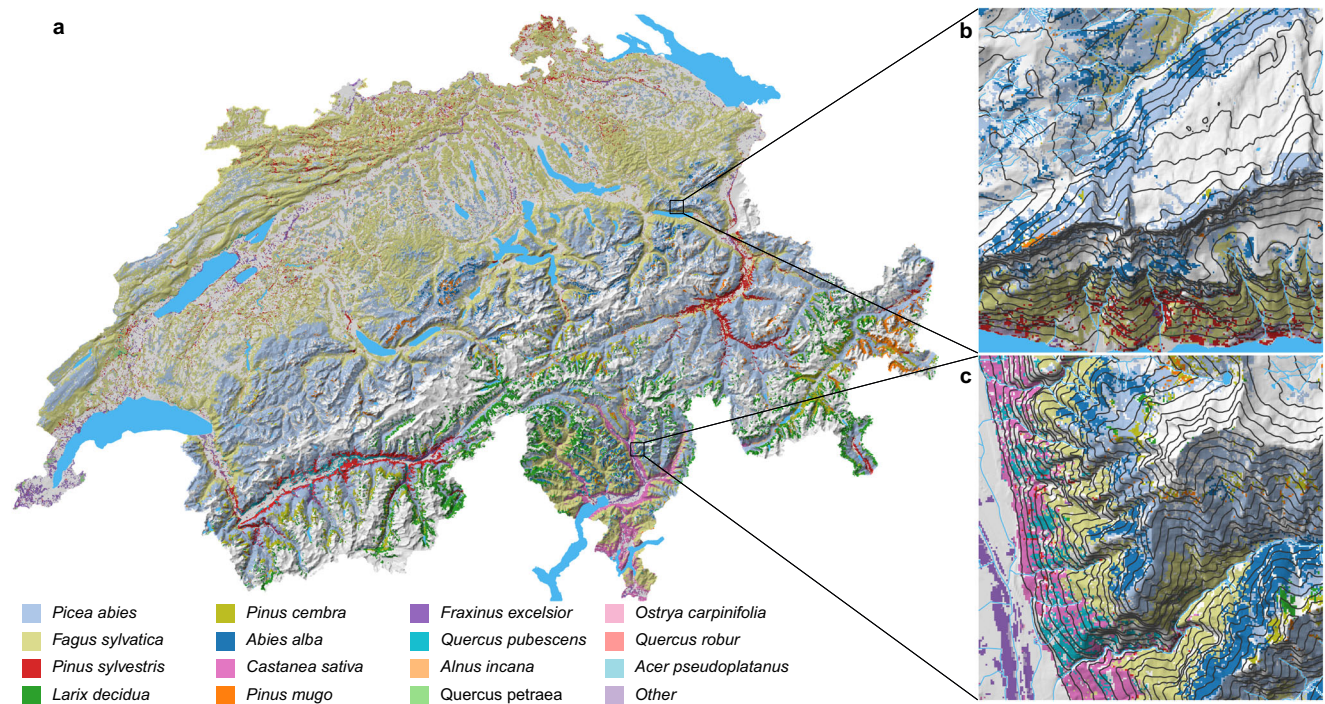 a
b
c
Picea abies
Pinus cembra
Fraxinus excelsior
Ostrya carpinifolia
Fagus sylvatica
Abies alba
Quercus pubescens
Quercus robur
Pinus sylvestris
Castanea sativa
Alnus incana
Acer pseudoplatanus
Larix decidua
Pinus mugo
Quercus petraea
Other